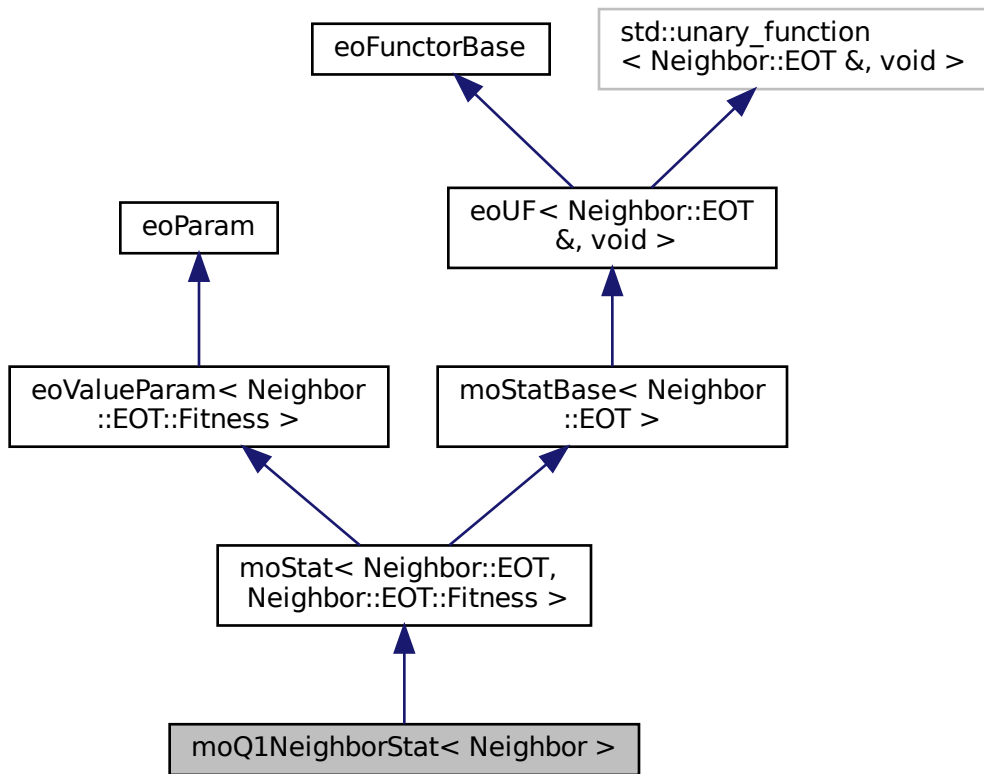 eoFunctorBase
std::unary_function
< Neighbor::EOT &, void >
eoParam
eoUF< Neighbor::EOT
&, void >
eoValueParam< Neighbor
::EOT::Fitness >
moStatBase< Neighbor
::EOT >
moStat< Neighbor::EOT,
Neighbor::EOT::Fitness >
moQ1NeighborStat< Neighbor >